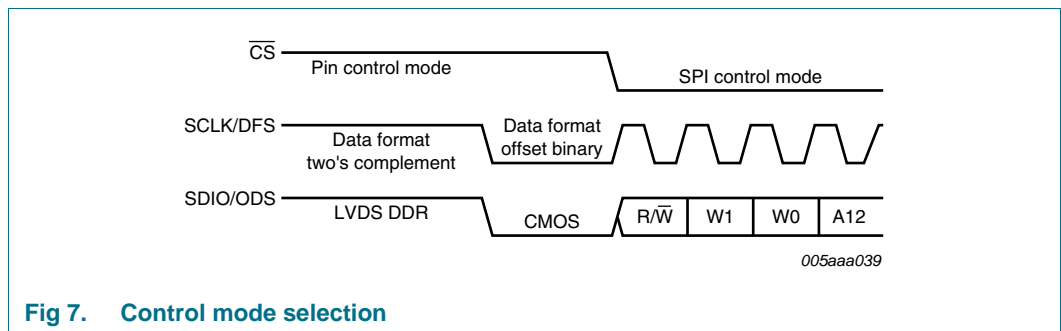 CS
Pin control mode
SPI control mode
SCLK/DFS
Data format
two's complement
Data format
offset binary
SDIO/ODS
LVDS DDR
CMOS
R/W̅
W1
W0
A12
005aaa039
Fig 7. Control mode selection